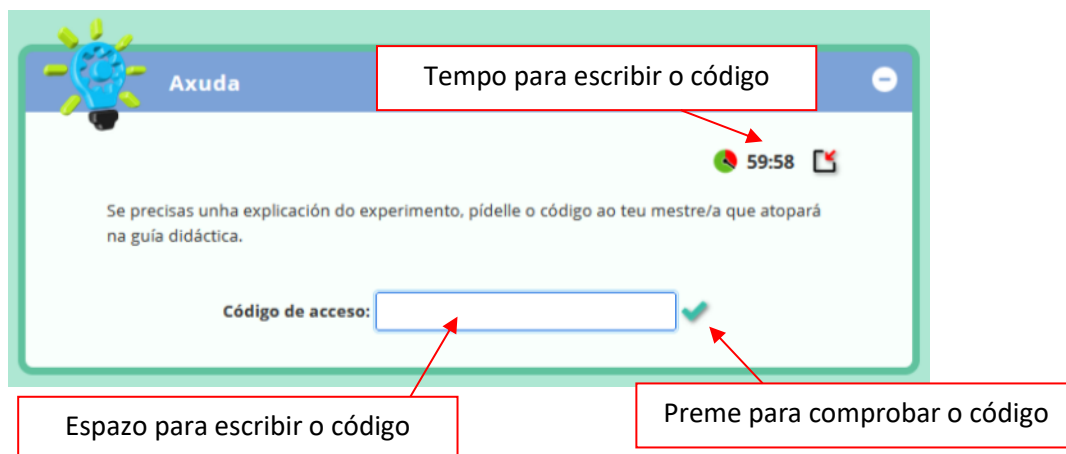 Tempo para escribir o código
Axuda
59:58
Se precisas unha explicación do experimento, pídelle o código ao teu mestre/a que atopará
na guía didáctica.
Código de acceso:
Espazo para escribir o código
Preme para comprobar o código